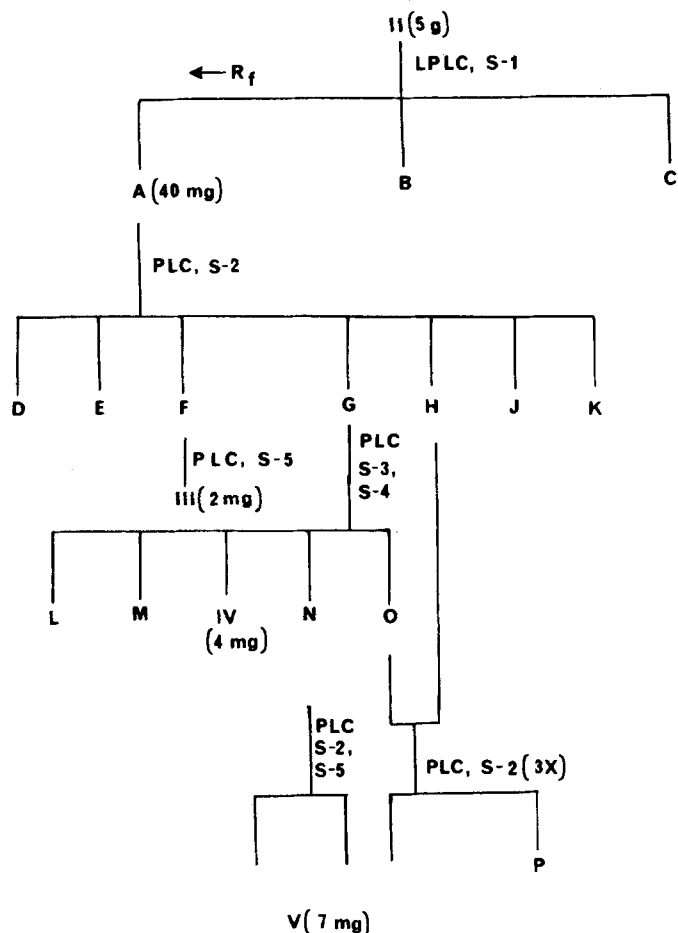 II (5 g)
LPLC, S-1
← Rf
A (40 mg)
B
C
PLC, S-2
D E F G H J K
PLC, S-5
III (2 mg)
PLC
S-3,
S-4
L M IV N O
(4 mg)
PLC
S-2,
S-5
PLC, S-2 (3X)
P
V (7 mg)